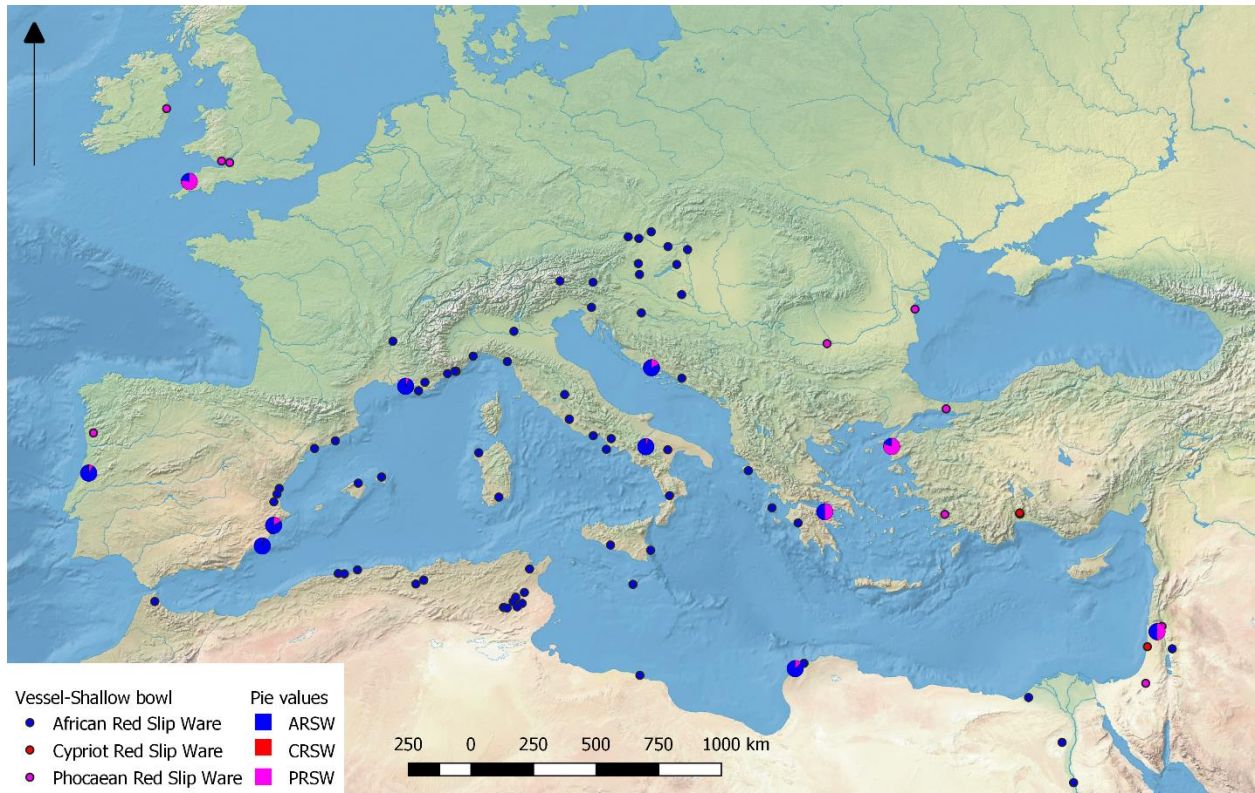 Vessel-Shallow bowl
African Red Slip Ware
Cypriot Red Slip Ware
Phocaean Red Slip Ware
Pie values
ARSW
CRSW
PRSW
250 0 250 500 750 1000 km